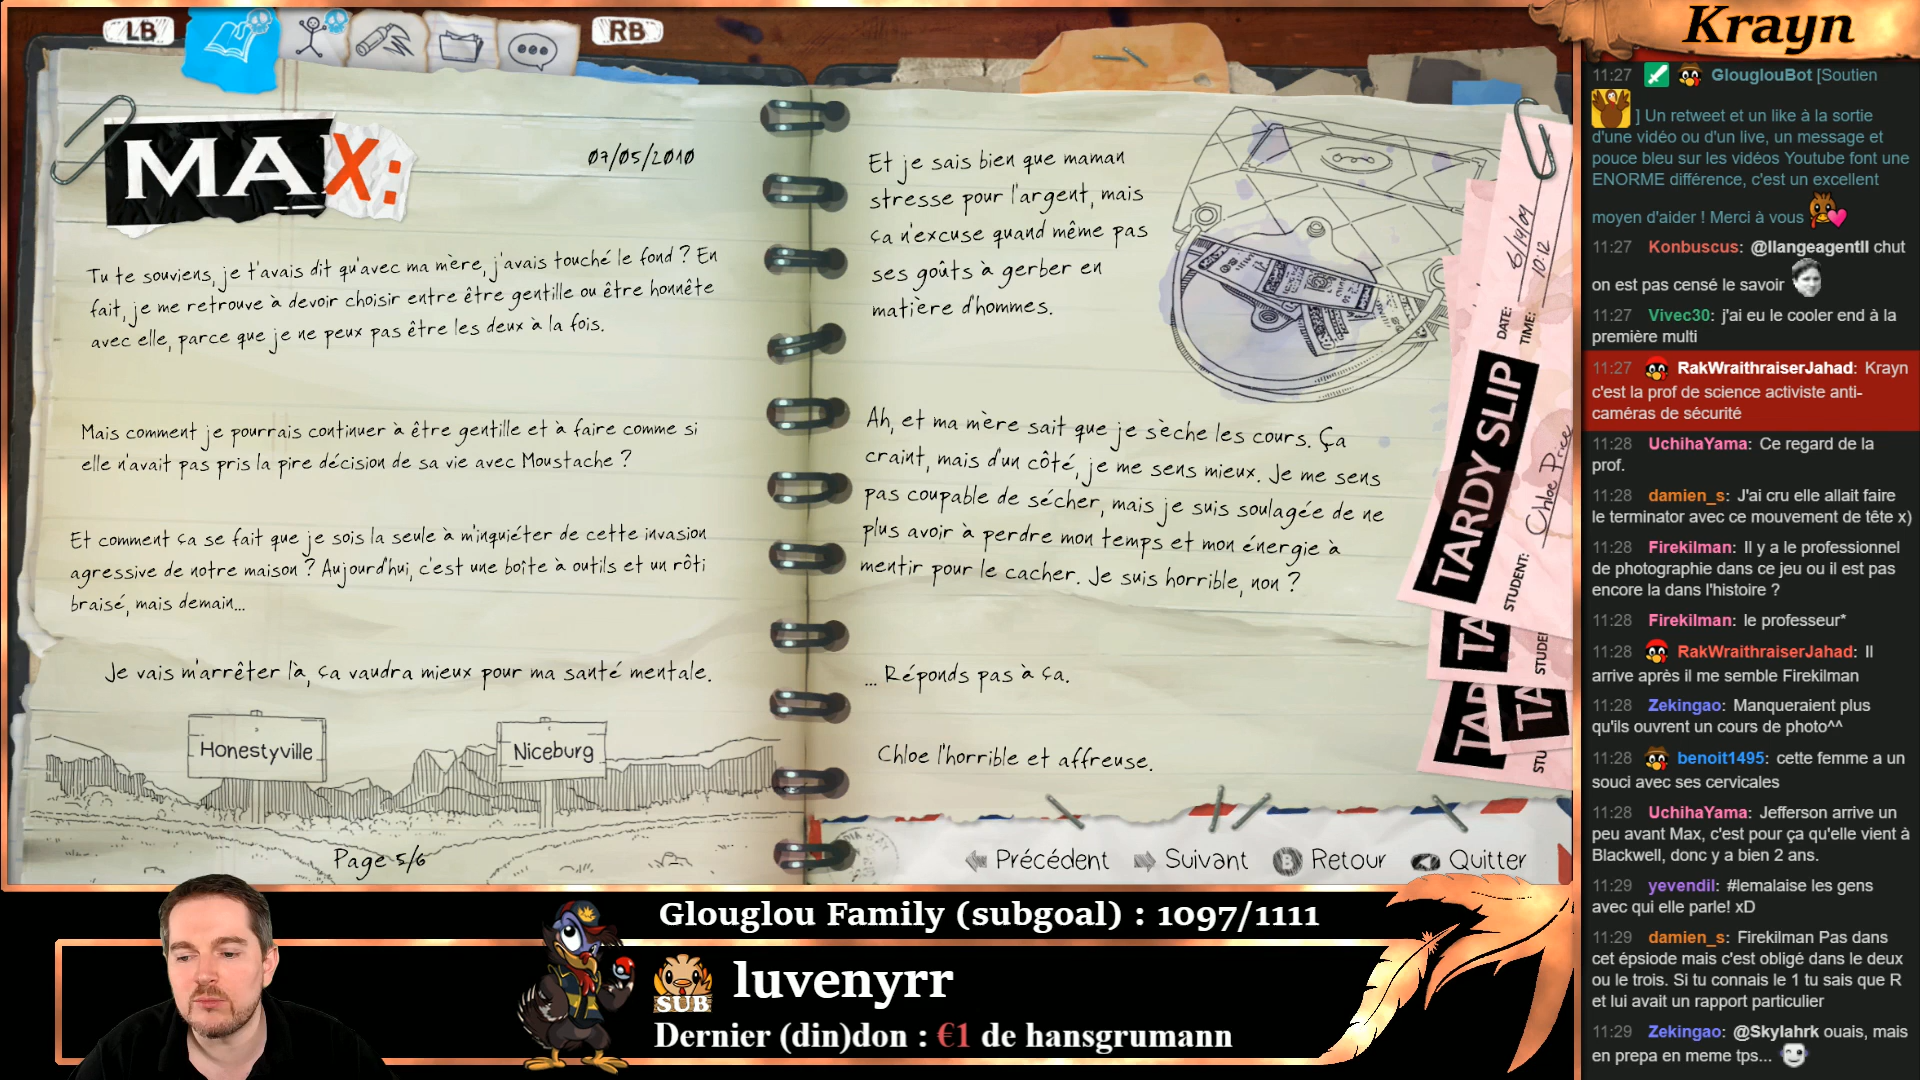 LB
RB
MAX:
07/05/2010
Tu te souviens, je t'avais dit qu'avec ma mère, j'avais touché le fond ? En
fait, je me retrouve à devoir choisir entre être gentille ou être honnête
avec elle, parce que je ne peux pas être les deux à la fois.
Mais comment je pourrais continuer à être gentille et à faire comme si
elle n'avait pas pris la pire décision de sa vie avec Moustache ?
Et comment ça se fait que je sois la seule à m'inquiéter de cette invasion
agressive de notre maison ? Aujourd'hui, c'est une boîte à outils et un rôti
braisé, mais demain...
Je vais m'arrêter là, ça vaudra mieux pour ma santé mentale.
Honestyville
Niceburg
Page 5/6
Et je sais bien que maman
stresse pour l'argent, mais
ça n'excuse quand même pas
ses goûts à gerber en
matière d'hommes.
Ah, et ma mère sait que je sèche les cours. Ça
craint, mais d'un côté, je me sens mieux. Je me sens
pas coupable de sécher, mais je suis soulagée de ne
plus avoir à perdre mon temps et mon énergie à
mentir pour le cacher. Je suis horrible, non ?
... Réponds pas à ça.
Chloe l'horrible et affreuse.
TARDY SLIP
DATE:
TIME: 10:12
STUDENT: Chloe Price
Précédent
Suivant
B Retour
Quitter
Glouglou Family (subgoal) : 1097/1111
SUB
luvenyrr
Dernier (din)don : €1 de hansgrumann
Krayn
11:27 GlouglouBot [Soutien
] Un retweet et un like à la sortie
d'une vidéo ou d'un live, un message et
pouce bleu sur les vidéos Youtube font une
ENORME différence, c'est un excellent
moyen d'aider ! Merci à vous
11:27 Konbuscus: @llangeagentll chut
on est pas censé le savoir
11:27 Vivec30: j'ai eu le cooler end à la
première multi
11:27 RakWraithraiserJahad: Krayn
c'est la prof de science activiste anti-
caméras de sécurité
11:28 UchihaYama: Ce regard de la
prof.
11:28 damien_s: J'ai cru elle allait faire
le terminator avec ce mouvement de tête x)
11:28 Firekilman: Il y a le professionnel
de photographie dans ce jeu ou il est pas
encore la dans l'histoire ?
11:28 Firekilman: le professeur*
11:28 RakWraithraiserJahad: Il
arrive après il me semble Firekilman
11:28 Zekingao: Manqueraient plus
qu'ils ouvrent un cours de photo^^
11:28 benoit1495: cette femme a un
souci avec ses cervicales
11:28 UchihaYama: Jefferson arrive un
peu avant Max, c'est pour ça qu'elle vient à
Blackwell, donc y a bien 2 ans.
11:29 yevendil: #lemalaise les gens
avec qui elle parle! xD
11:29 damien_s: Firekilman Pas dans
cet épsiode mais c'est obligé dans le deux
ou le trois. Si tu connais le 1 tu sais que R
et lui avait un rapport particulier
11:29 Zekingao: @Skylahrk ouais, mais
en prepa en meme tps...